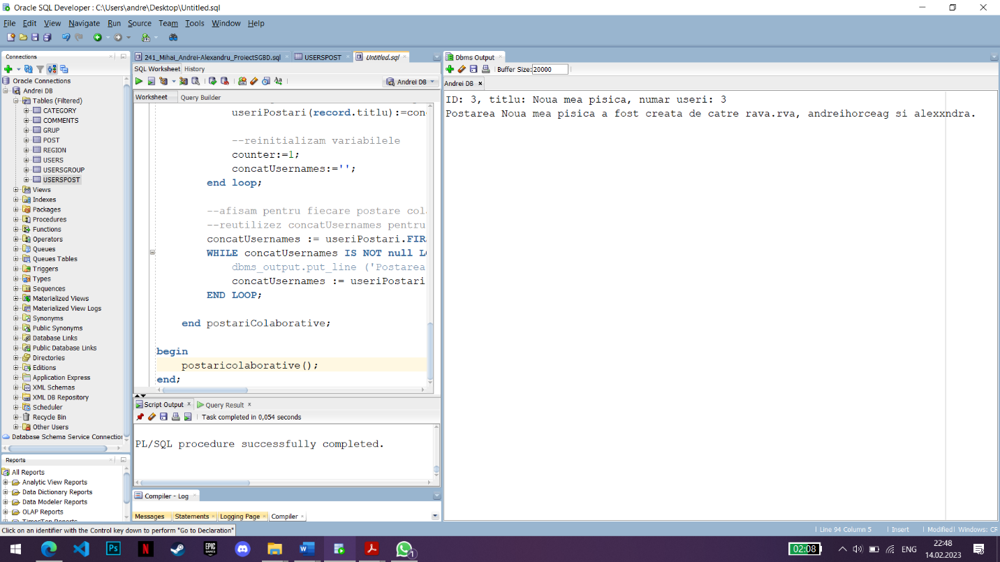 Oracle SQL Developer : C:\Users\andre\Desktop\Untitled.sql
File Edit View Navigate Run Source Team Tools Window Help
Connections
Oracle Connections
Andrei DB
Tables (Filtered)
CATEGORY
COMMENTS
GRUP
POST
REGION
USERS
USERSGROUP
USERSPOST
Views
Indexes
Packages
Procedures
Functions
Operators
Queues
Queues Tables
Triggers
Types
Sequences
Materialized Views
Materialized View Logs
Synonyms
Public Synonyms
Database Links
Public Database Links
Directories
Editions
Application Express
XML Schemas
XML DB Repository
Scheduler
Recycle Bin
Other Users
Database Schema Service Connection
Reports
All Reports
Analytic View Reports
Data Dictionary Reports
Data Modeler Reports
OLAP Reports
TimesTen Reports
241_Mihai_Andrei-Alexandru_ProiectSGBD.sql USERSPOST Untitled.sql
SQL Worksheet History
Andrei DB
Worksheet Query Builder
useriPostari(record.titlu):=con
--reinitializam variabilele
counter:=1;
concatUsernames:='';
end loop;
--afisam pentru fiecare postare col
--reutilizez concatUsernames pentru
concatUsernames := useriPostari.FIR
WHILE concatUsernames IS NOT null L
dbms_output.put_line ('Postarea
concatUsernames := useriPostari
END LOOP;
end postariColaborative;
begin
postaricolaborative();
end;
Script Output Query Result
Task completed in 0,054 seconds
PL/SQL procedure successfully completed.
Compiler - Log
Messages Statements Logging Page Compiler
Dbms Output
Buffer Size: 20000
Andrei DB
ID: 3, titlu: Noua mea pisica, numar useri: 3
Postarea Noua mea pisica a fost creata de catre rava.rva, andreihorceag si alexxndra.
Click on an identifier with the Control key down to perform "Go to Declaration"
Line 94 Column 5 Insert Modified Windows: CR
Ps N EPIC GAMES W 1
02:08 ENG 22:48
14.02.2023